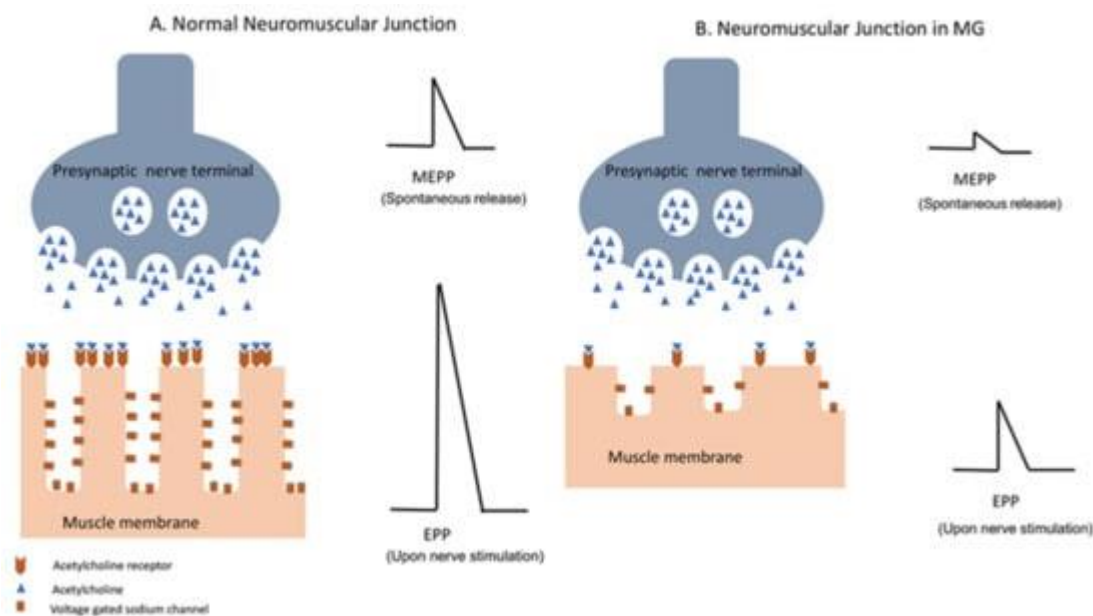 A. Normal Neuromuscular Junction
Presynaptic nerve terminal
MEPP
(Spontaneous release)
EPP
(Upon nerve stimulation)
Muscle membrane
Acetylcholine receptor
Acetylcholine
Voltage gated sodium channel
B. Neuromuscular Junction in MG
Presynaptic nerve terminal
MEPP
(Spontaneous release)
Muscle membrane
EPP
(Upon nerve stimulation)